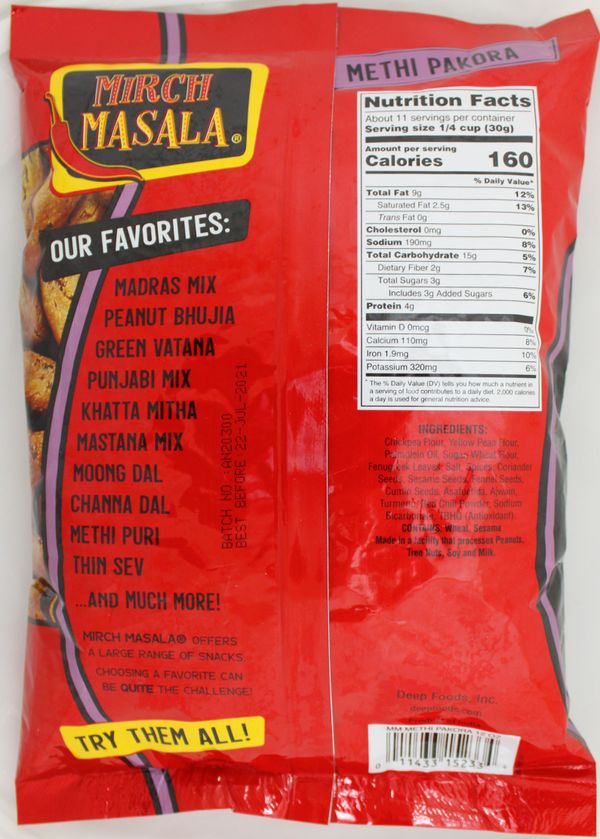 MIRCH
MASALA®
OUR FAVORITES:
MADRAS MIX
PEANUT BHUJIA
GREEN VATANA
PUNJABI MIX
KHATTA MITHA
MASTANA MIX
MOONG DAL
CHANNA DAL
METHI PURI
THIN SEV
...AND MUCH MORE!
MIRCH MASALA® OFFERS
A LARGE RANGE OF SNACKS
CHOOSING A FAVORITE CAN
BE QUITE THE CHALLENGE!
TRY THEM ALL!
BATCH NO.:AN20300
BEST BEFORE 22-JUL-2021
METHI PAKORA
Nutrition Facts
About 11 servings per container
Serving size 1/4 cup (30g)
Amount per serving
Calories 160
% Daily Value*
Total Fat 9g 12%
Saturated Fat 2.5g 13%
Trans Fat 0g
Cholesterol 0mg 0%
Sodium 190mg 8%
Total Carbohydrate 15g 5%
Dietary Fiber 2g 7%
Total Sugars 3g
Includes 3g Added Sugars 6%
Protein 4g
Vitamin D 0mcg 0%
Calcium 110mg 8%
Iron 1.9mg 10%
Potassium 320mg 6%
* The % Daily Value (DV) tells you how much a nutrient in
a serving of food contributes to a daily diet. 2,000 calories
a day is used for general nutrition advice.
INGREDIENTS:
Chickpea Flour, Yellow Peas Flour,
Palmolein Oil, Sugar, Wheat Flour,
Fenugreek Leaves, Salt, Spices, Coriander
Seeds, Sesame Seeds, Fennel Seeds,
Cumin Seeds, Asafoetida, Ajwain,
Turmeric, Red Chili Powder, Sodium
Bicarbonate, TBHQ (Antioxidant).
CONTAINS: Wheat, Sesame
Made in a facility that processes Peanuts,
Tree Nuts, Soy and Milk.
Deep Foods, Inc.
deepfoods.com
MM METHI PAKORA 12 OZ
0 11433 15233